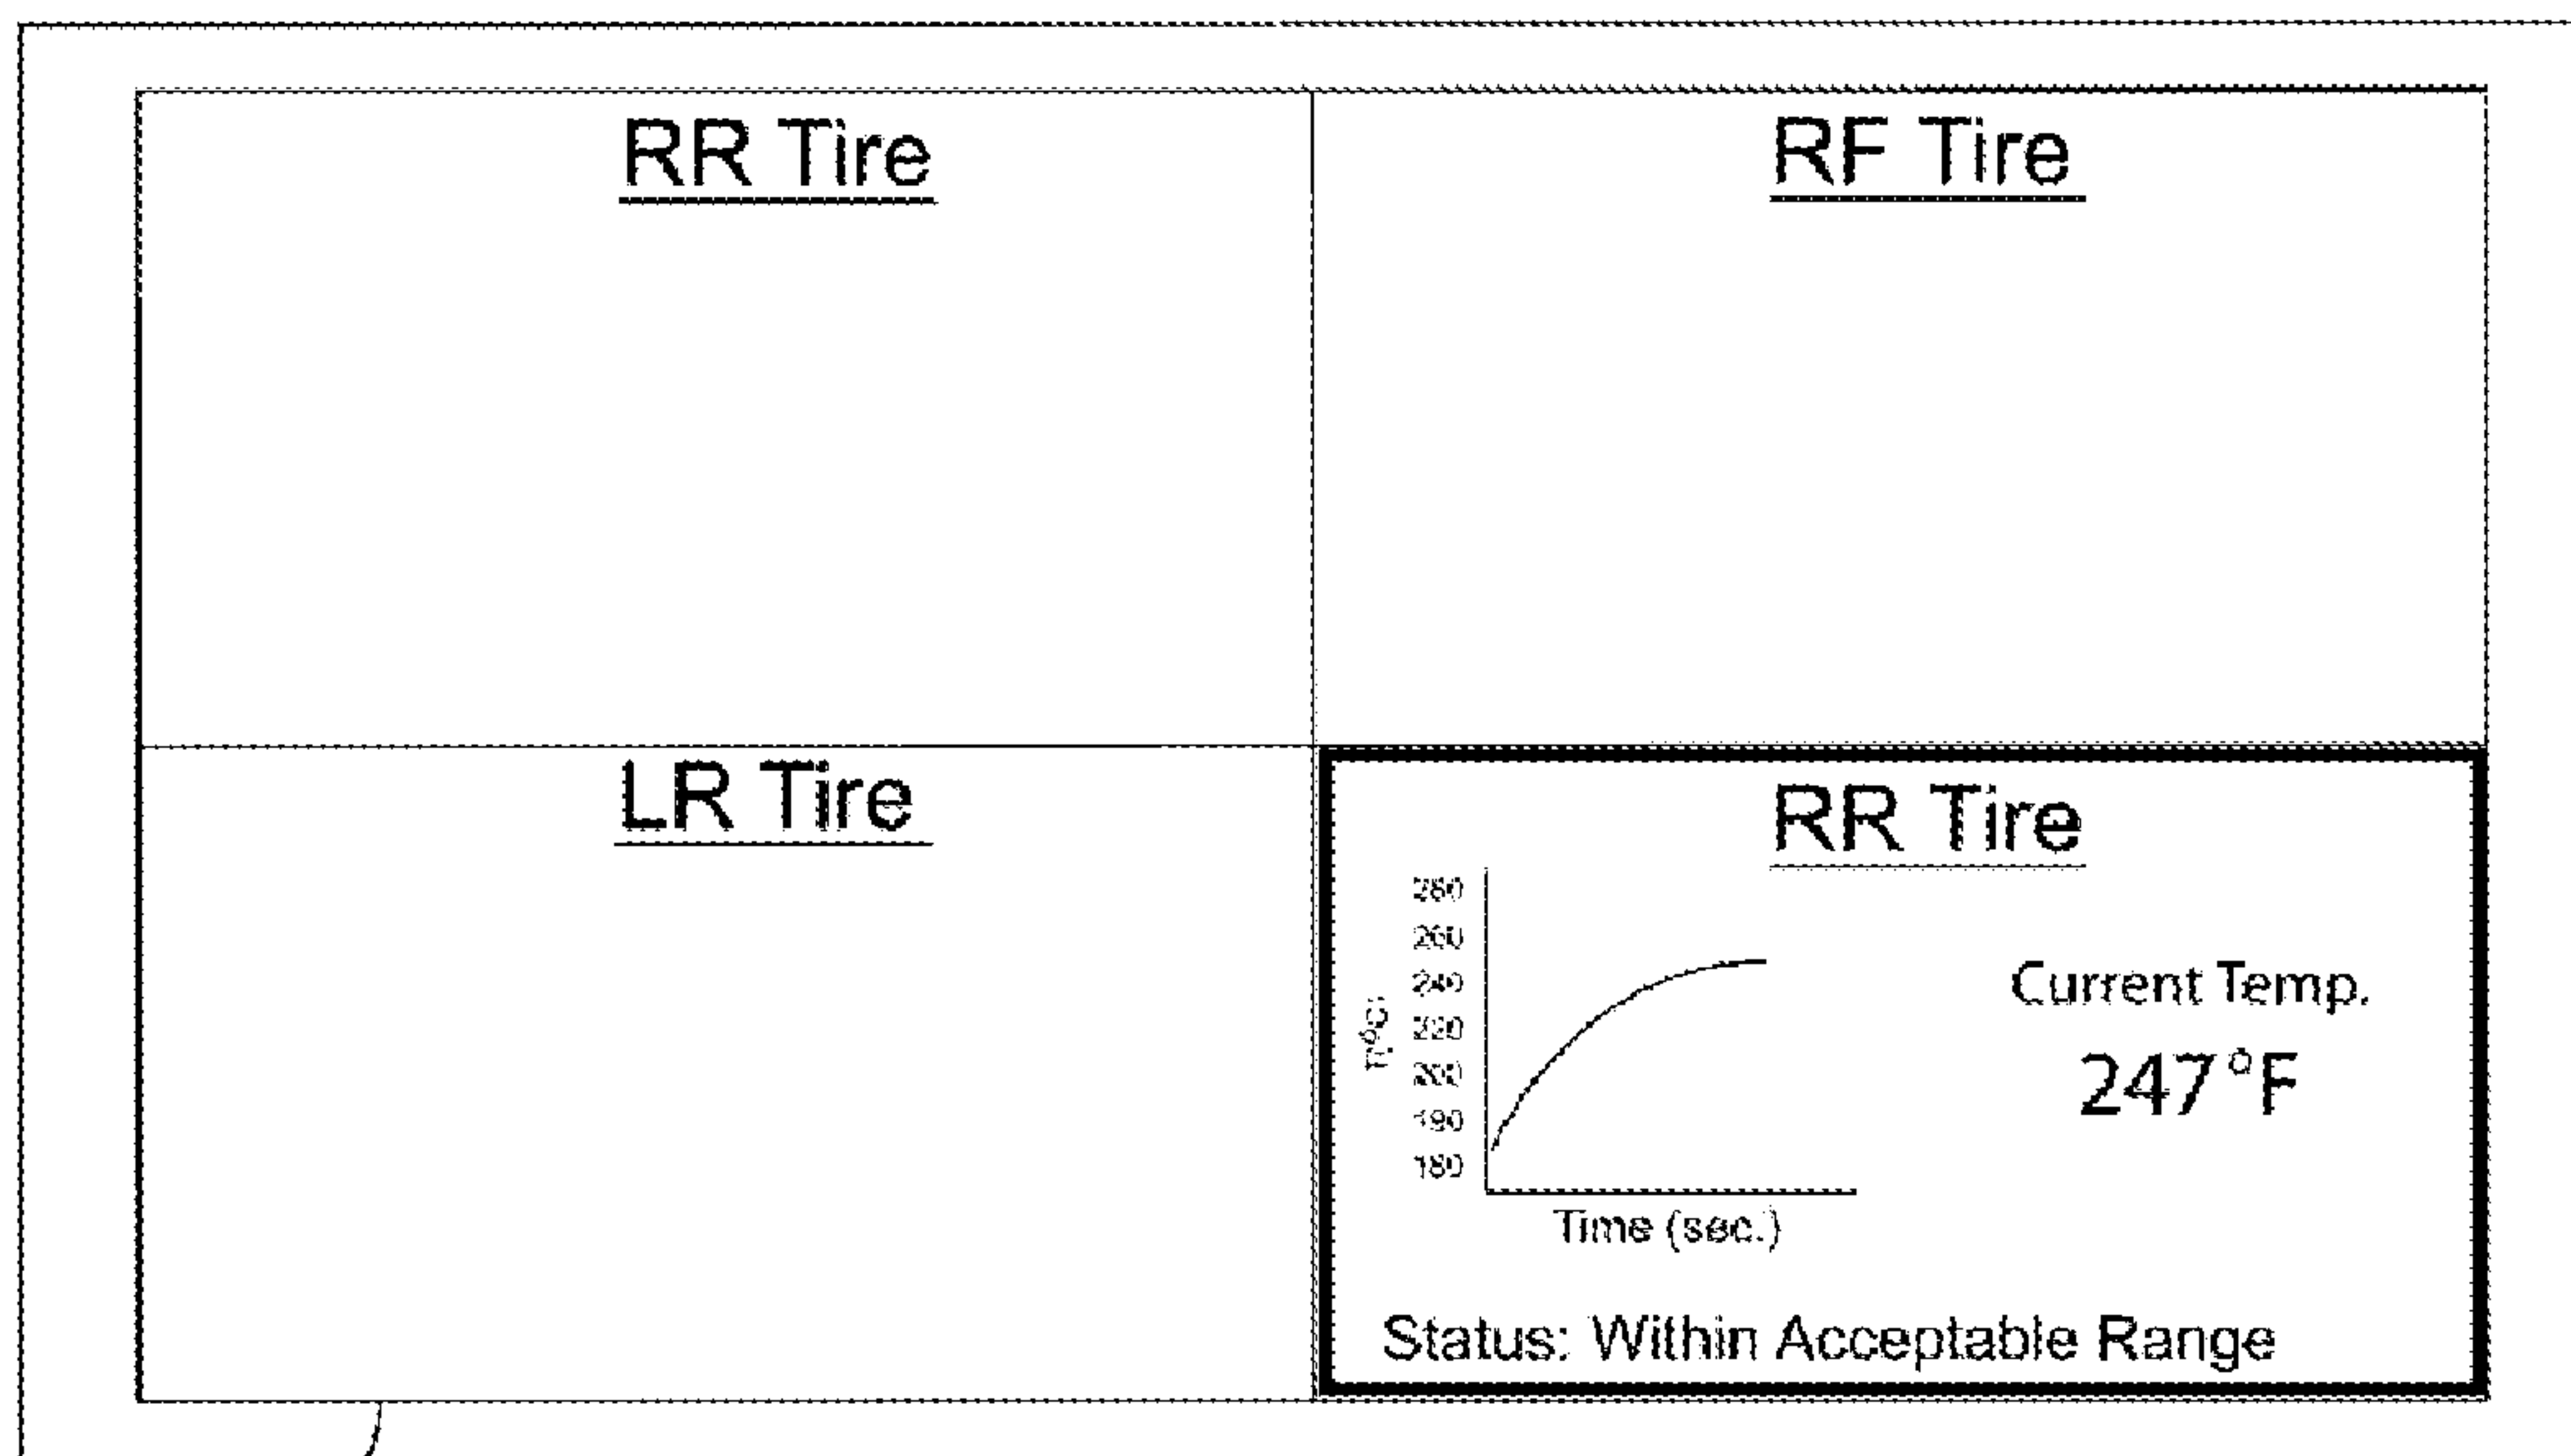 RR Tire
RF Tire
LR Tire
RR Tire
280
260
240
220
200
190
180
Time (sec.)
Current Temp.
247°F
Status: Within Acceptable Range